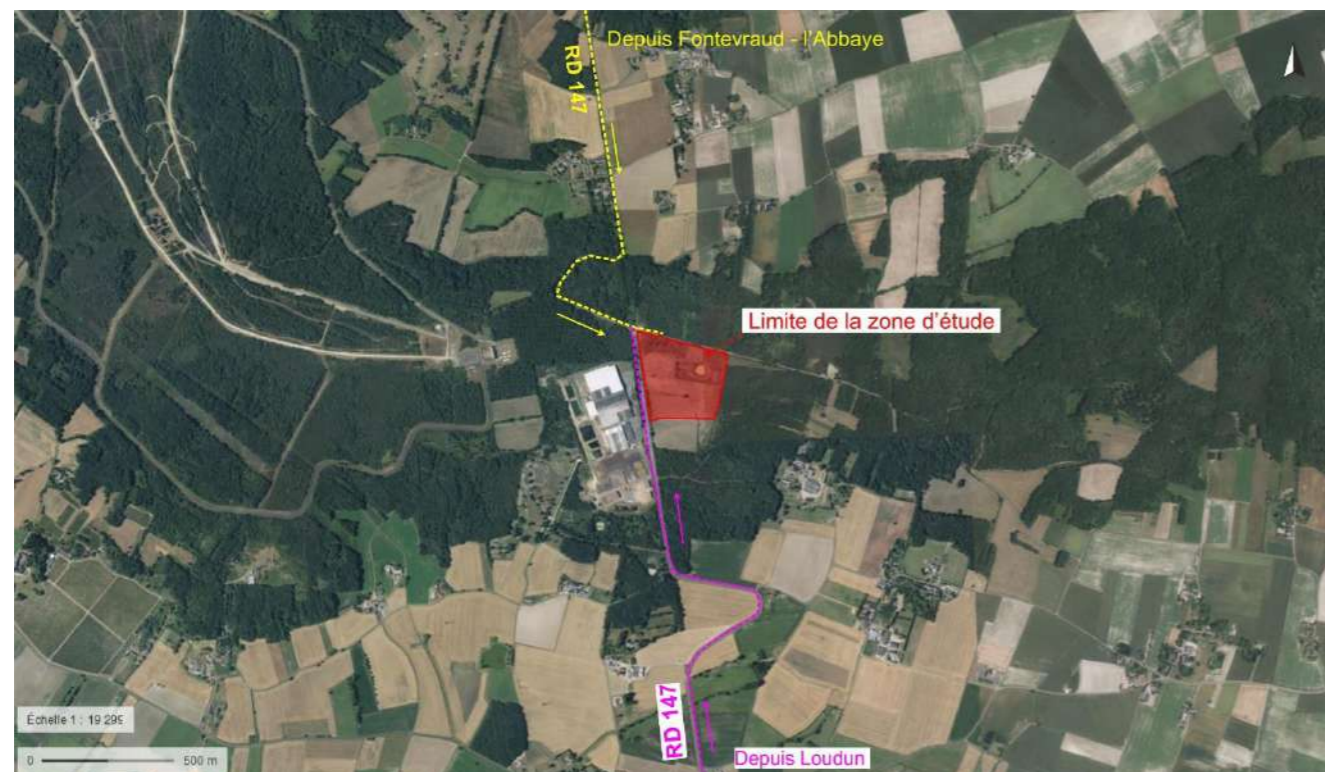 Depuis Fontevraud - l'Abbaye
RD 147
Limite de la zone d'étude
RD 147
Depuis Loudun
Échelle 1 : 19 299
0 500 m